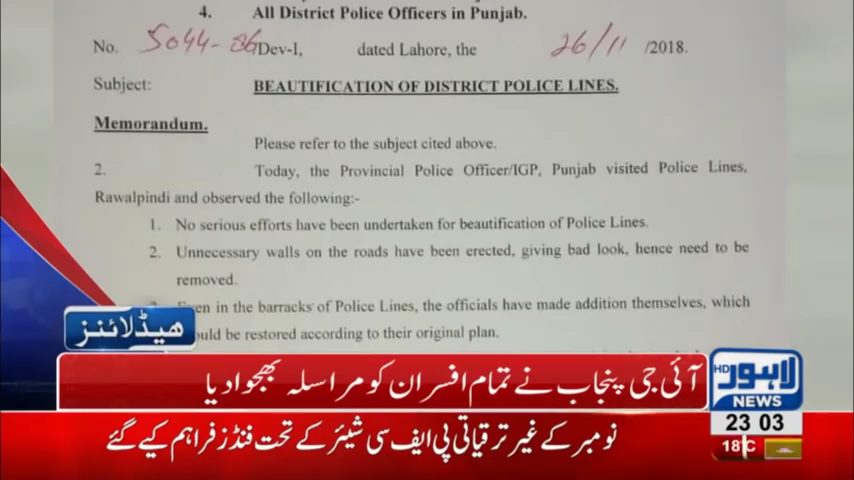 4. All District Police Officers in Punjab.
No. 5044-86/Dev-I, dated Lahore, the 26/11 /2018.
Subject: BEAUTIFICATION OF DISTRICT POLICE LINES.
Memorandum.
Please refer to the subject cited above.
2. Today, the Provincial Police Officer/IGP, Punjab visited Police Lines,
Rawalpindi and observed the following:-
1. No serious efforts have been undertaken for beautification of Police Lines.
2. Unnecessary walls on the roads have been erected, giving bad look, hence need to be
removed.
in the barracks of Police Lines, the officials have made addition themselves, which
be restored according to their original plan.
ہیڈلائنز
آئی جی پنجاب نے تمام افسران کو مراسلہ بھجوا دیا
HD لاہور
NEWS
نومبر کے غیر ترقیاتی پی ایف سی شیئر کے تحت فنڈز فراہم کیے گئے
23 03
18°C